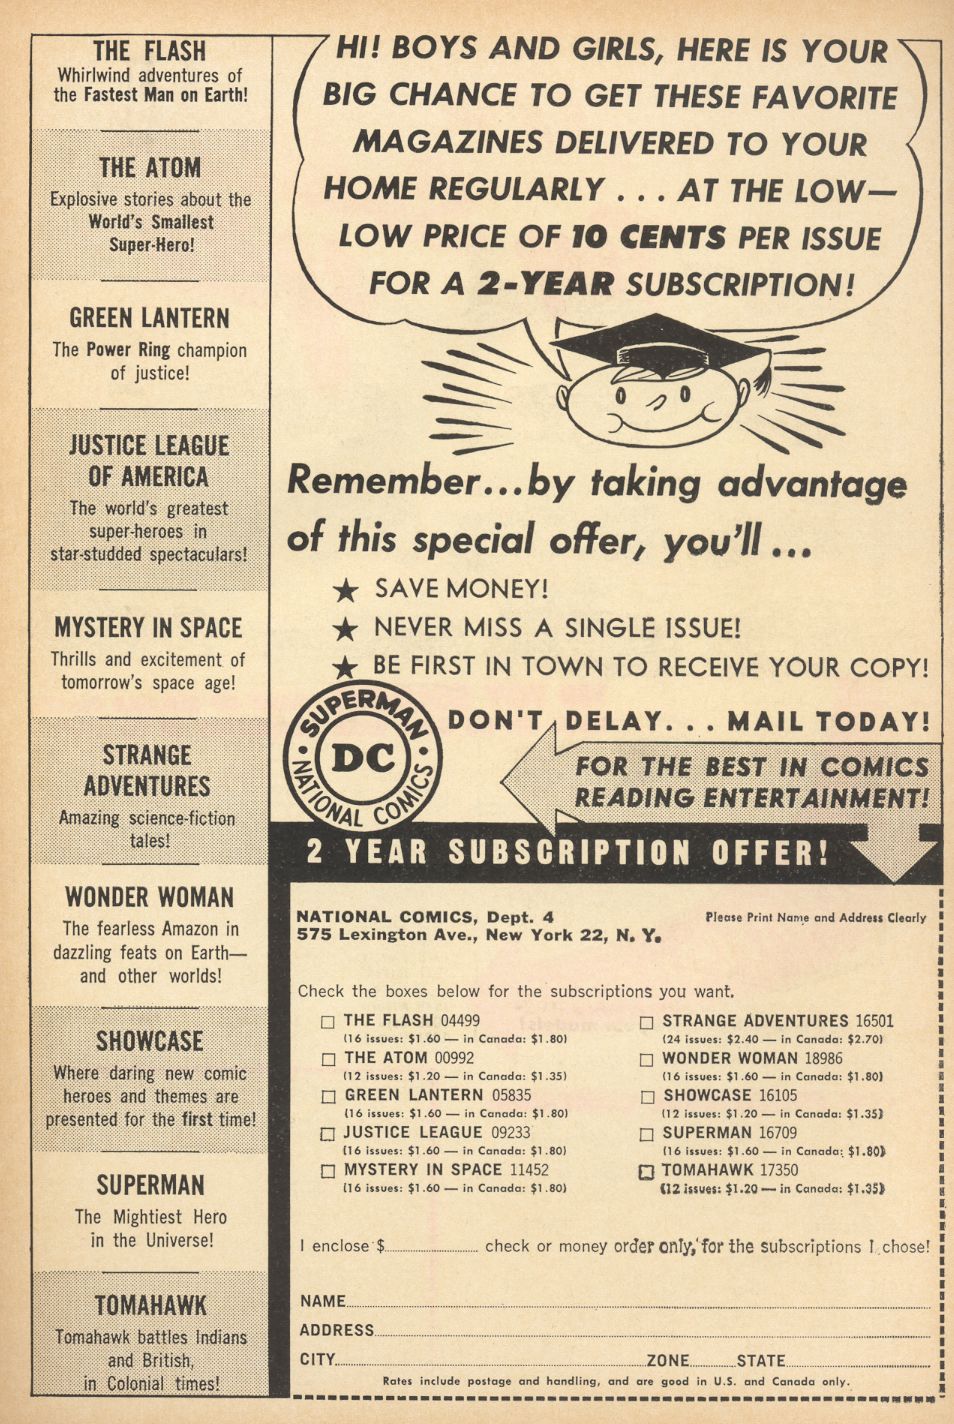 THE FLASH
Whirlwind adventures of
the Fastest Man on Earth!
THE ATOM
Explosive stories about the
World's Smallest
Super-Hero!
GREEN LANTERN
The Power Ring champion
of justice!
JUSTICE LEAGUE
OF AMERICA
The world's greatest
super-heroes in
star-studded spectaculars!
MYSTERY IN SPACE
Thrills and excitement of
tomorrow's space age!
STRANGE
ADVENTURES
Amazing science-fiction
tales!
WONDER WOMAN
The fearless Amazon in
dazzling feats on Earth—
and other worlds!
SHOWCASE
Where daring new comic
heroes and themes are
presented for the first time!
SUPERMAN
The Mightiest Hero
in the Universe!
TOMAHAWK
Tomahawk battles Indians
and British,
in Colonial times!
HI! BOYS AND GIRLS, HERE IS YOUR
BIG CHANCE TO GET THESE FAVORITE
MAGAZINES DELIVERED TO YOUR
HOME REGULARLY . . . AT THE LOW—
LOW PRICE OF 10 CENTS PER ISSUE
FOR A 2-YEAR SUBSCRIPTION!
Remember...by taking advantage
of this special offer, you'll ...
★ SAVE MONEY!
★ NEVER MISS A SINGLE ISSUE!
★ BE FIRST IN TOWN TO RECEIVE YOUR COPY!
SUPERMAN
DC
NATIONAL COMICS
DON'T DELAY. . . MAIL TODAY!
FOR THE BEST IN COMICS
READING ENTERTAINMENT!
2 YEAR SUBSCRIPTION OFFER!
NATIONAL COMICS, Dept. 4
575 Lexington Ave., New York 22, N. Y.
Please Print Name and Address Clearly
Check the boxes below for the subscriptions you want.
☐ THE FLASH 04499
(16 issues: $1.60 — in Canada: $1.80)
☐ THE ATOM 00992
(12 issues: $1.20 — in Canada: $1.35)
☐ GREEN LANTERN 05835
(16 issues: $1.60 — in Canada: $1.80)
☐ JUSTICE LEAGUE 09233
(16 issues: $1.60 — in Canada: $1.80)
☐ MYSTERY IN SPACE 11452
(16 issues: $1.60 — in Canada: $1.80)
☐ STRANGE ADVENTURES 16501
(24 issues: $2.40 — in Canada: $2.70)
☐ WONDER WOMAN 18986
(16 issues: $1.60 — in Canada: $1.80)
☐ SHOWCASE 16105
(12 issues: $1.20 — in Canada: $1.35)
☐ SUPERMAN 16709
(16 issues: $1.60 — in Canada: $1.80)
☐ TOMAHAWK 17350
(12 issues: $1.20 — in Canada: $1.35)
I enclose $.............. check or money order only, for the subscriptions I chose!
NAME
ADDRESS
CITY ZONE STATE
Rates include postage and handling, and are good in U.S. and Canada only.